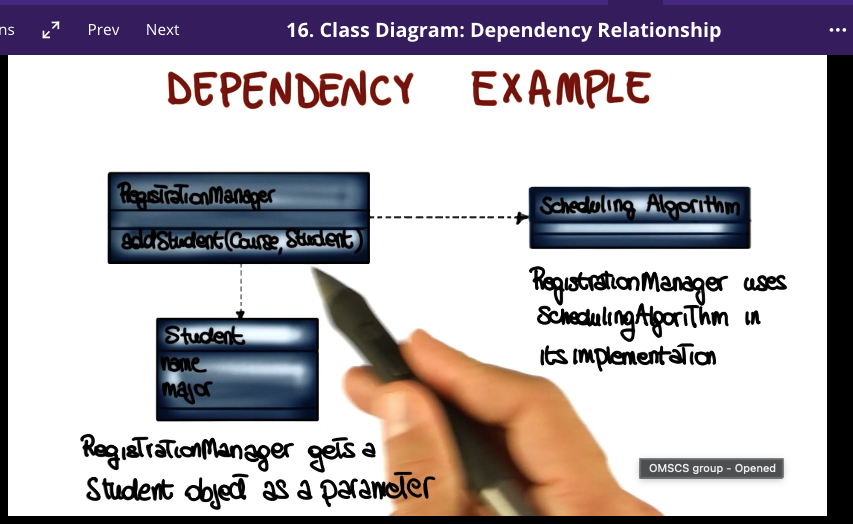 ns Prev Next 16. Class Diagram: Dependency Relationship ...
DEPENDENCY EXAMPLE
RegistrationManager
addStudent(Course, Student)
Scheduling Algorithm
RegistrationManager uses
SchedulingAlgorithm in
its implementation
Student
name
major
RegistrationManager gets a
Student object as a parameter
OMSCS group - Opened